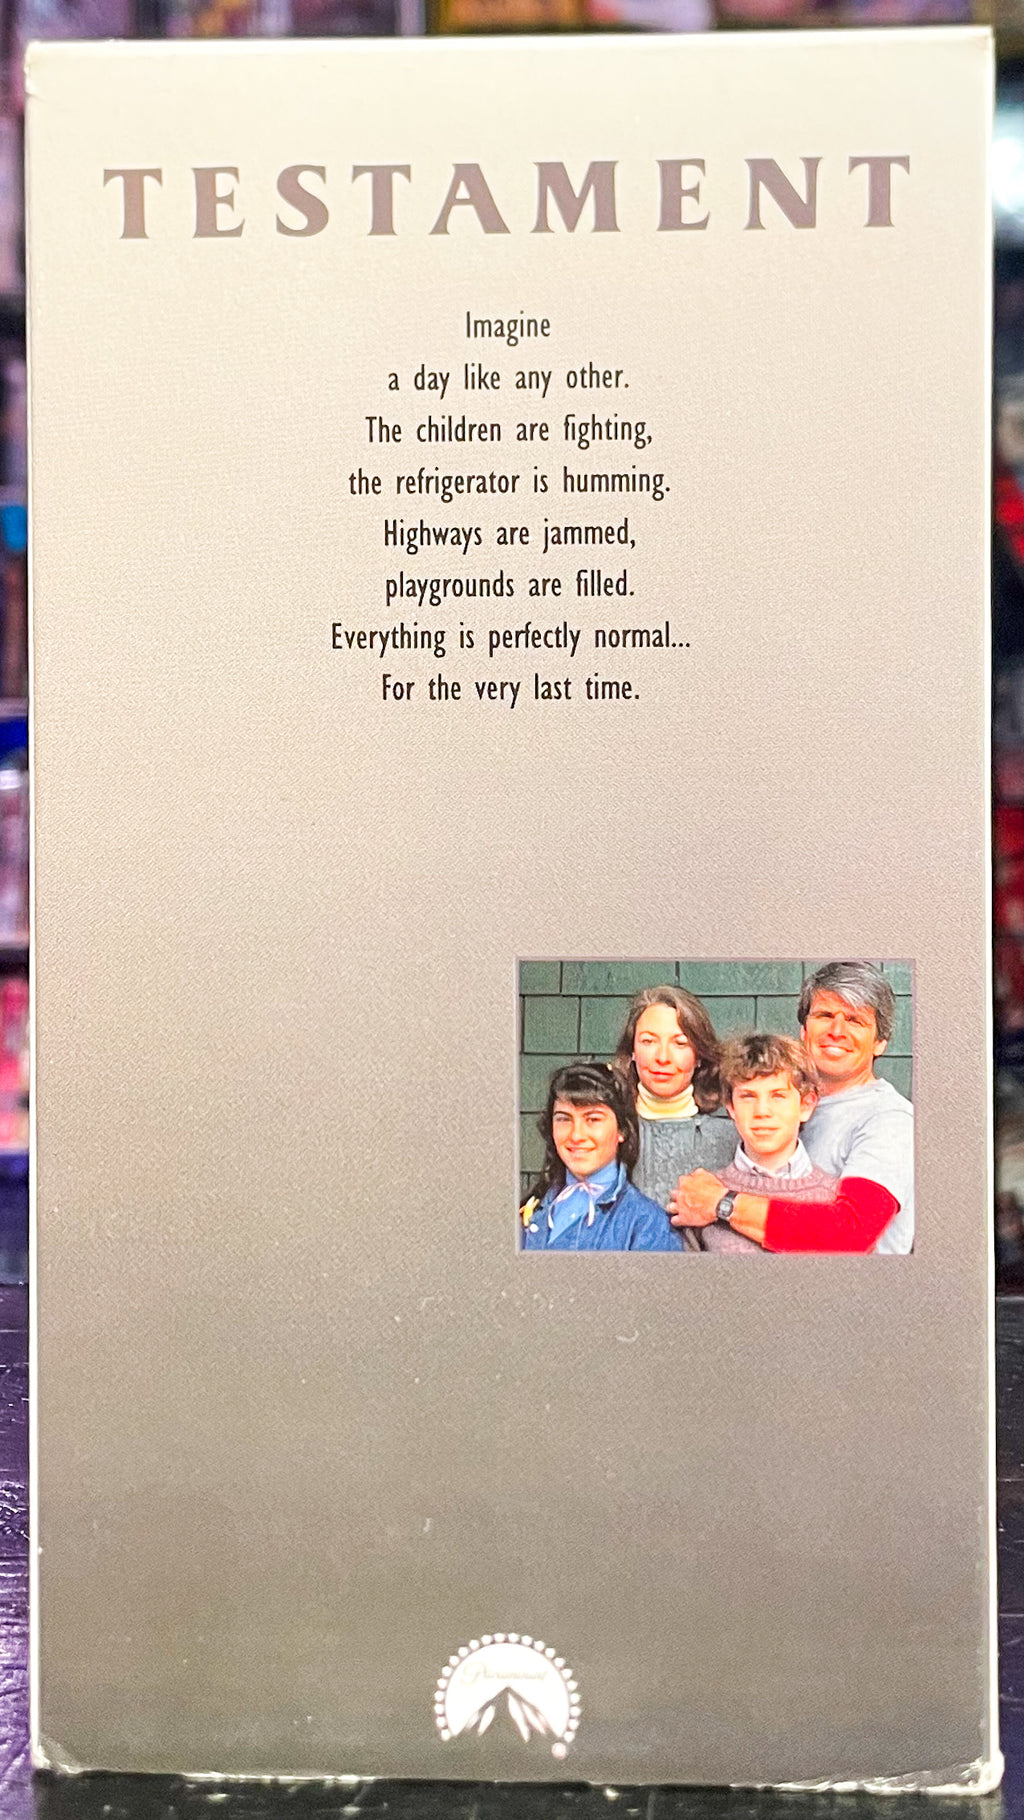 TESTAMENT
Imagine
a day like any other.
The children are fighting,
the refrigerator is humming.
Highways are jammed,
playgrounds are filled.
Everything is perfectly normal...
For the very last time.
Paramount